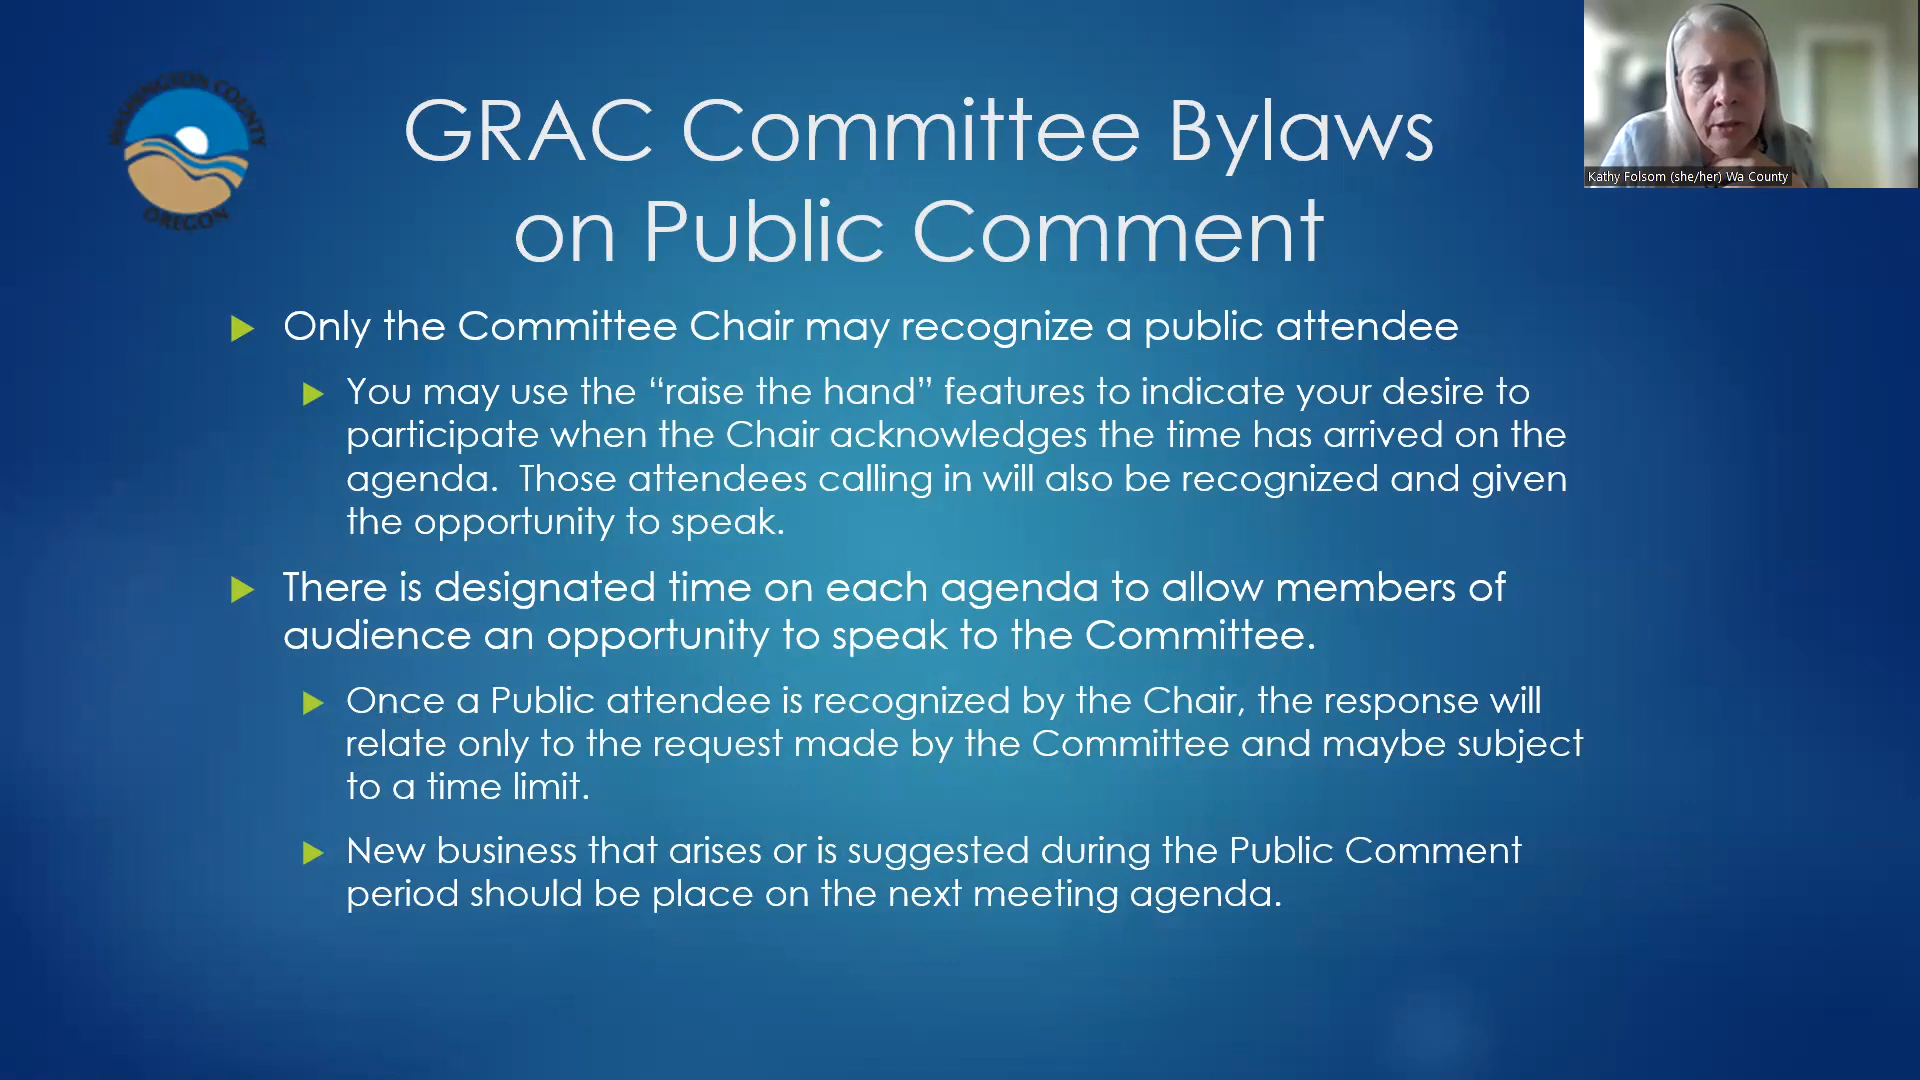 WASHINGTON COUNTY
OREGON
GRAC Committee Bylaws
on Public Comment
Kathy Folsom (she/her) Wa County
Only the Committee Chair may recognize a public attendee
You may use the “raise the hand” features to indicate your desire to
participate when the Chair acknowledges the time has arrived on the
agenda.  Those attendees calling in will also be recognized and given
the opportunity to speak.
There is designated time on each agenda to allow members of
audience an opportunity to speak to the Committee.
Once a Public attendee is recognized by the Chair, the response will
relate only to the request made by the Committee and maybe subject
to a time limit.
New business that arises or is suggested during the Public Comment
period should be place on the next meeting agenda.